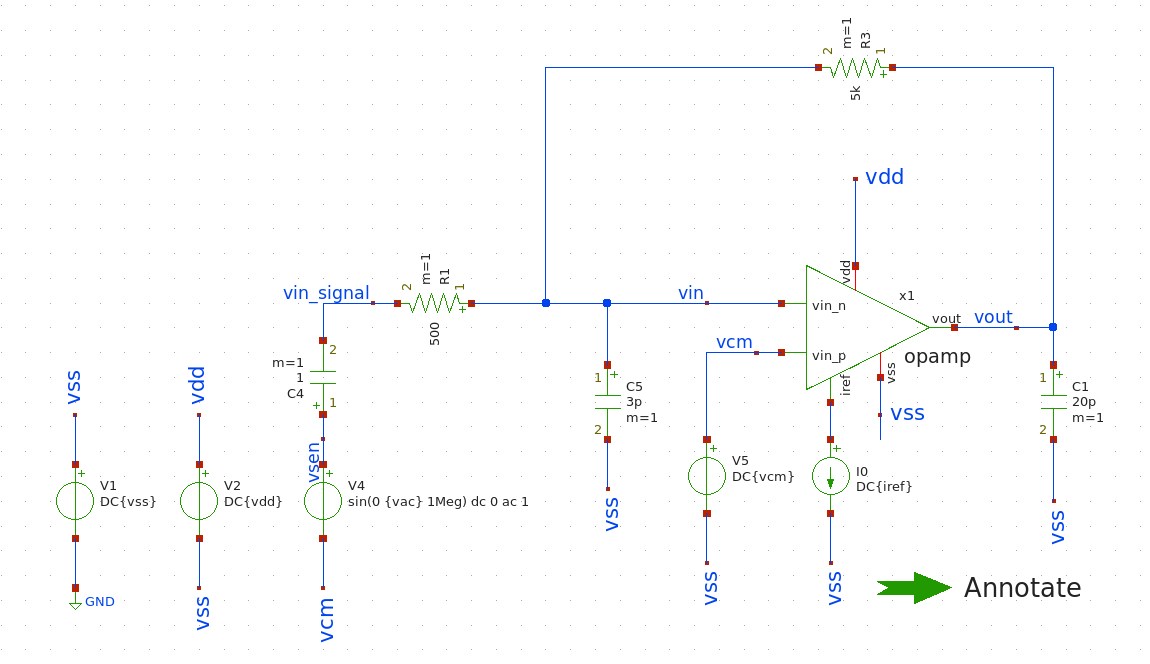 m=1
R3
2
1
5k
vdd
vdd
m=1
R1
2
1
500
vin_signal
vin
x1
vin_n
vin_p
vout
vout
opamp
iref
vss
vss
vcm
2
m=1
1
C4
1
vsen
1
C5
3p
m=1
2
vss
1
C1
20p
m=1
2
vss
vss
V1
DC{vss}
GND
vdd
V2
DC{vdd}
vss
V4
sin(0 {vac} 1Meg) dc 0 ac 1
vcm
V5
DC{vcm}
vss
I0
DC{iref}
vss
Annotate